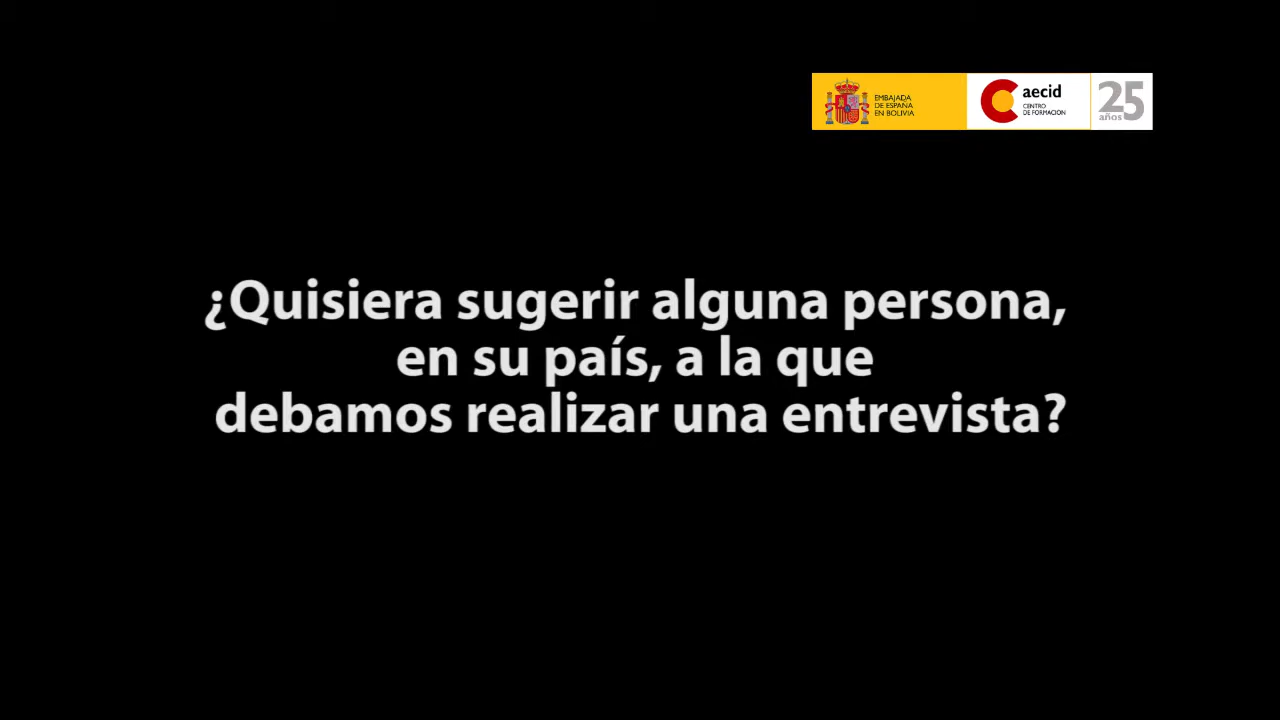 EMBAJADA
DE ESPAÑA
EN BOLIVIA
aecid
CENTRO
DE FORMACIÓN
25
años
¿Quisiera sugerir alguna persona,
en su país, a la que
debamos realizar una entrevista?